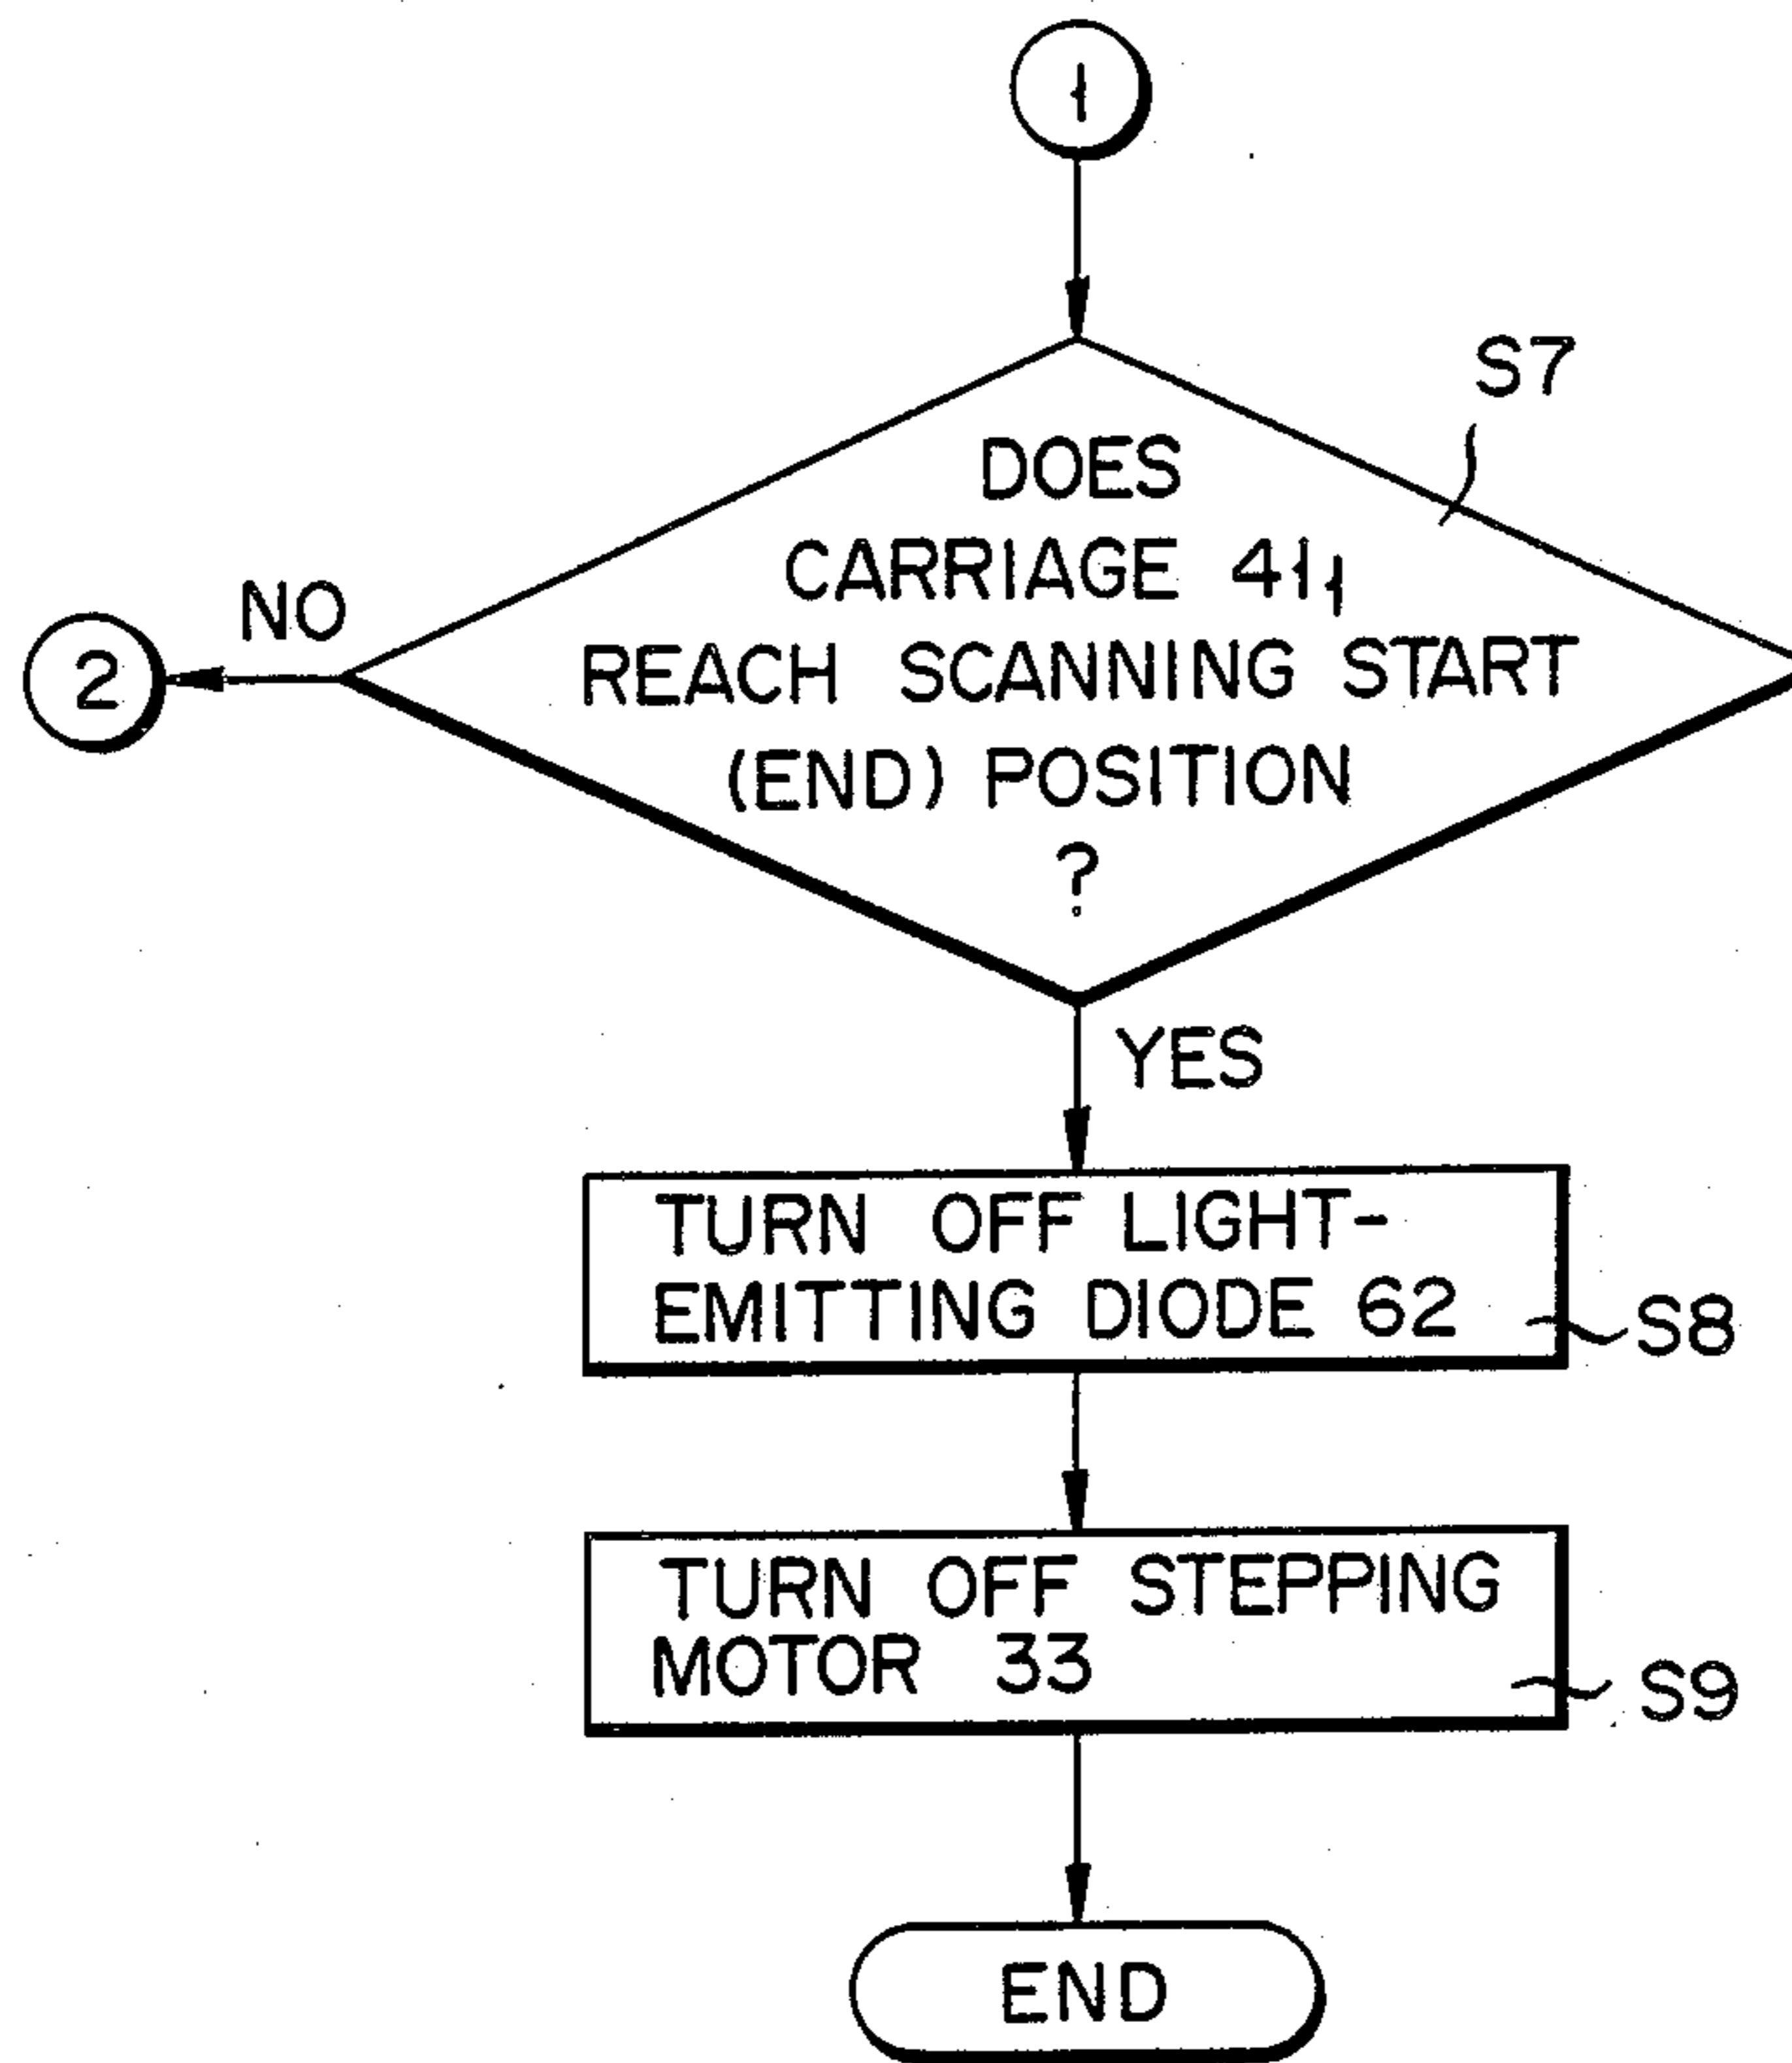 1
S7
DOES
CARRIAGE 41₁
REACH SCANNING START
(END) POSITION
?
NO
2
YES
TURN OFF LIGHT-
EMITTING DIODE 62
S8
TURN OFF STEPPING
MOTOR 33
S9
END